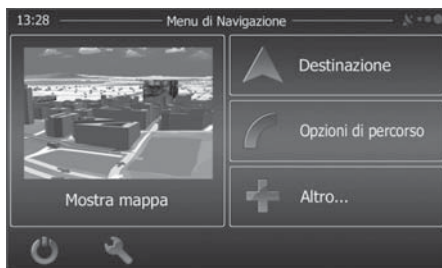 13:28
Menu di Navigazione
Mostra mappa
Destinazione
Opzioni di percorso
Altro...